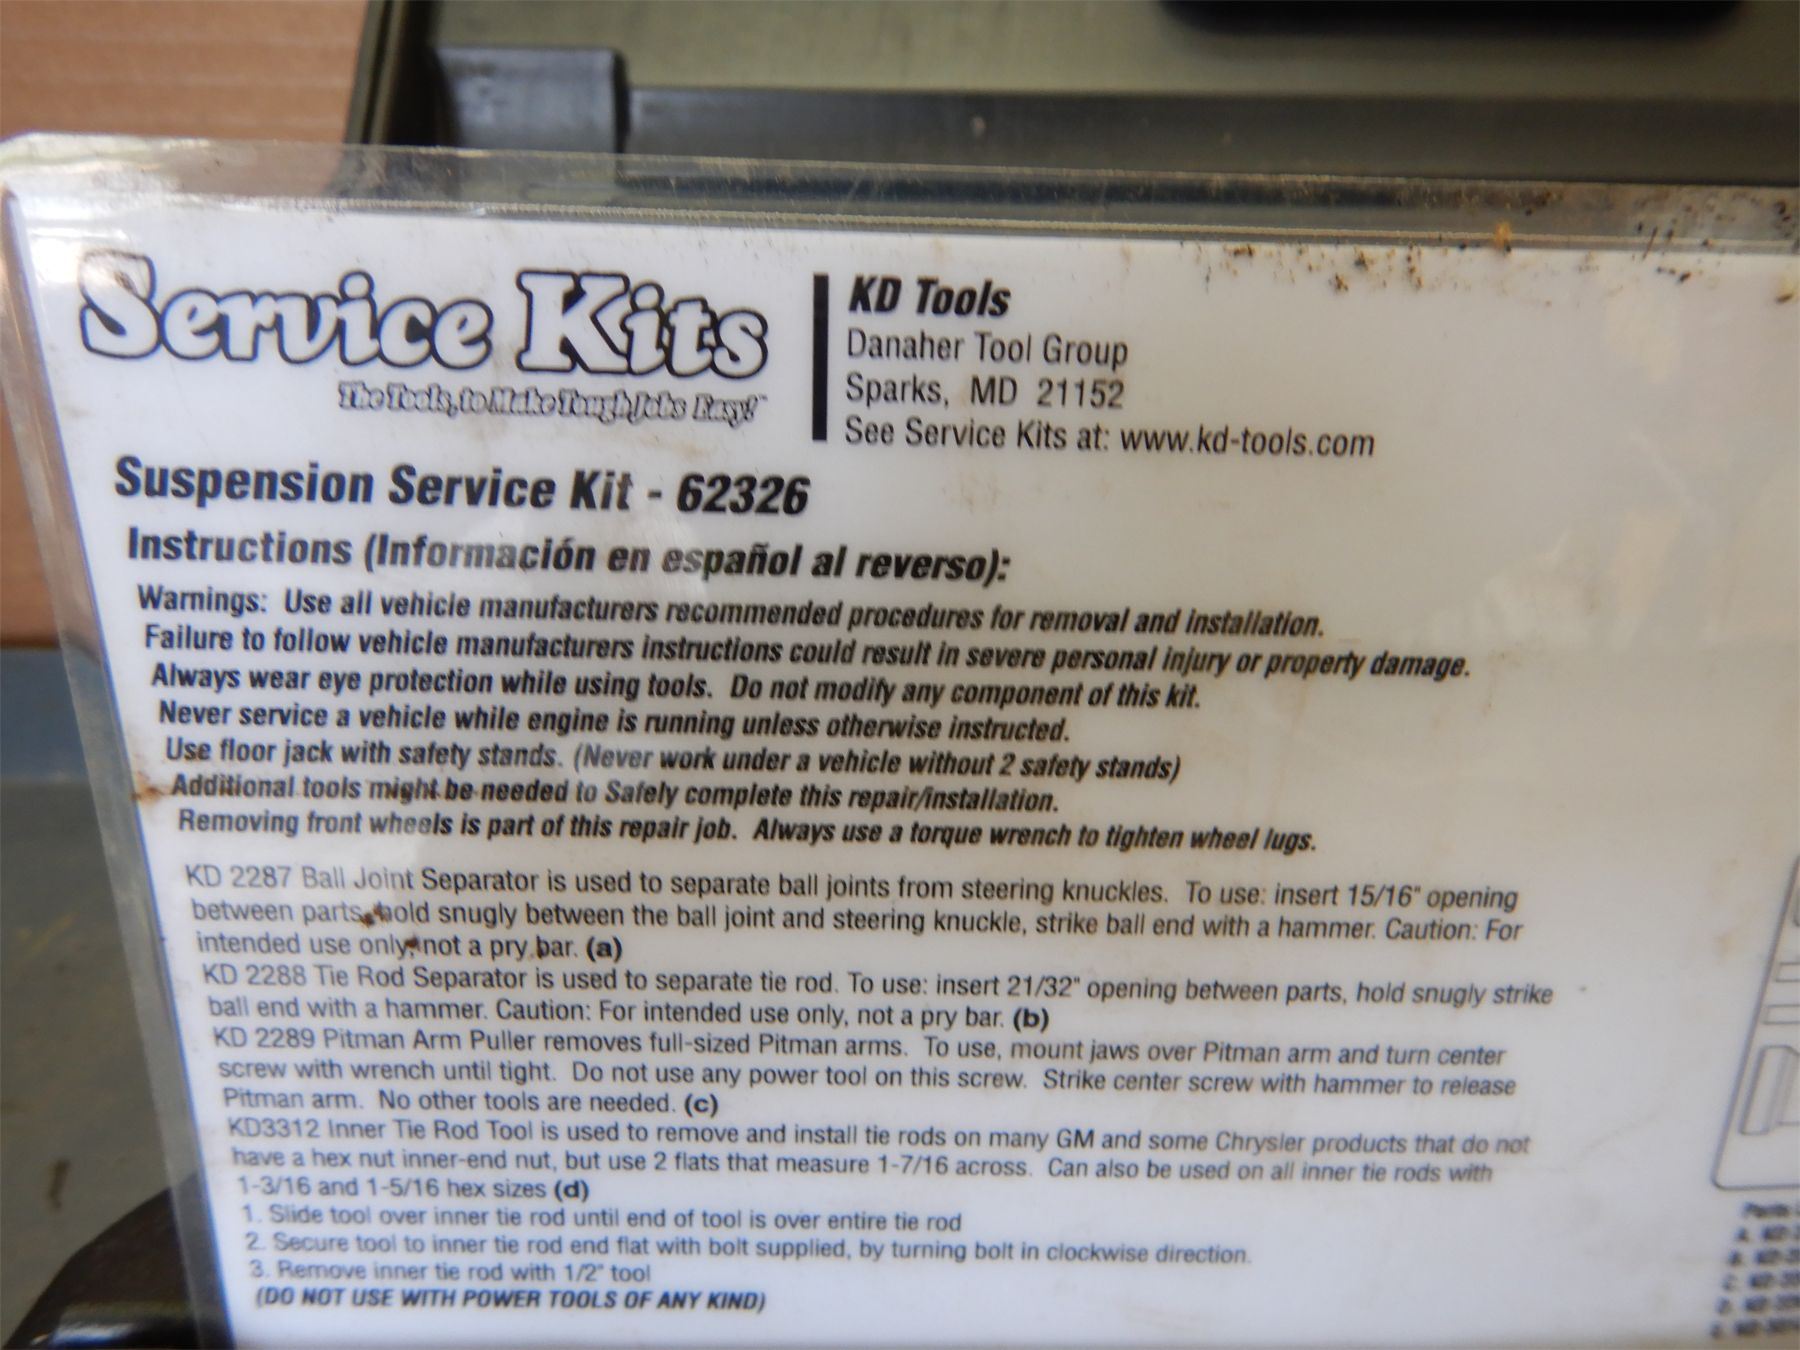 Service Kits
The Tools, to Make Tough Jobs Easy!™
KD Tools
Danaher Tool Group
Sparks, MD 21152
See Service Kits at: www.kd-tools.com
Suspension Service Kit - 62326
Instructions (Información en español al reverso):
Warnings: Use all vehicle manufacturers recommended procedures for removal and installation.
Failure to follow vehicle manufacturers instructions could result in severe personal injury or property damage.
Always wear eye protection while using tools. Do not modify any component of this kit.
Never service a vehicle while engine is running unless otherwise instructed.
Use floor jack with safety stands. (Never work under a vehicle without 2 safety stands)
Additional tools might be needed to Safely complete this repair/installation.
Removing front wheels is part of this repair job. Always use a torque wrench to tighten wheel lugs.
KD 2287 Ball Joint Separator is used to separate ball joints from steering knuckles. To use: insert 15/16" opening
between parts, hold snugly between the ball joint and steering knuckle, strike ball end with a hammer. Caution: For
intended use only, not a pry bar. (a)
KD 2288 Tie Rod Separator is used to separate tie rod. To use: insert 21/32" opening between parts, hold snugly strike
ball end with a hammer. Caution: For intended use only, not a pry bar. (b)
KD 2289 Pitman Arm Puller removes full-sized Pitman arms. To use, mount jaws over Pitman arm and turn center
screw with wrench until tight. Do not use any power tool on this screw. Strike center screw with hammer to release
Pitman arm. No other tools are needed. (c)
KD3312 Inner Tie Rod Tool is used to remove and install tie rods on many GM and some Chrysler products that do not
have a hex nut inner-end nut, but use 2 flats that measure 1-7/16 across. Can also be used on all inner tie rods with
1-3/16 and 1-5/16 hex sizes (d)
1. Slide tool over inner tie rod until end of tool is over entire tie rod
2. Secure tool to inner tie rod end flat with bolt supplied, by turning bolt in clockwise direction.
3. Remove inner tie rod with 1/2" tool
(DO NOT USE WITH POWER TOOLS OF ANY KIND)